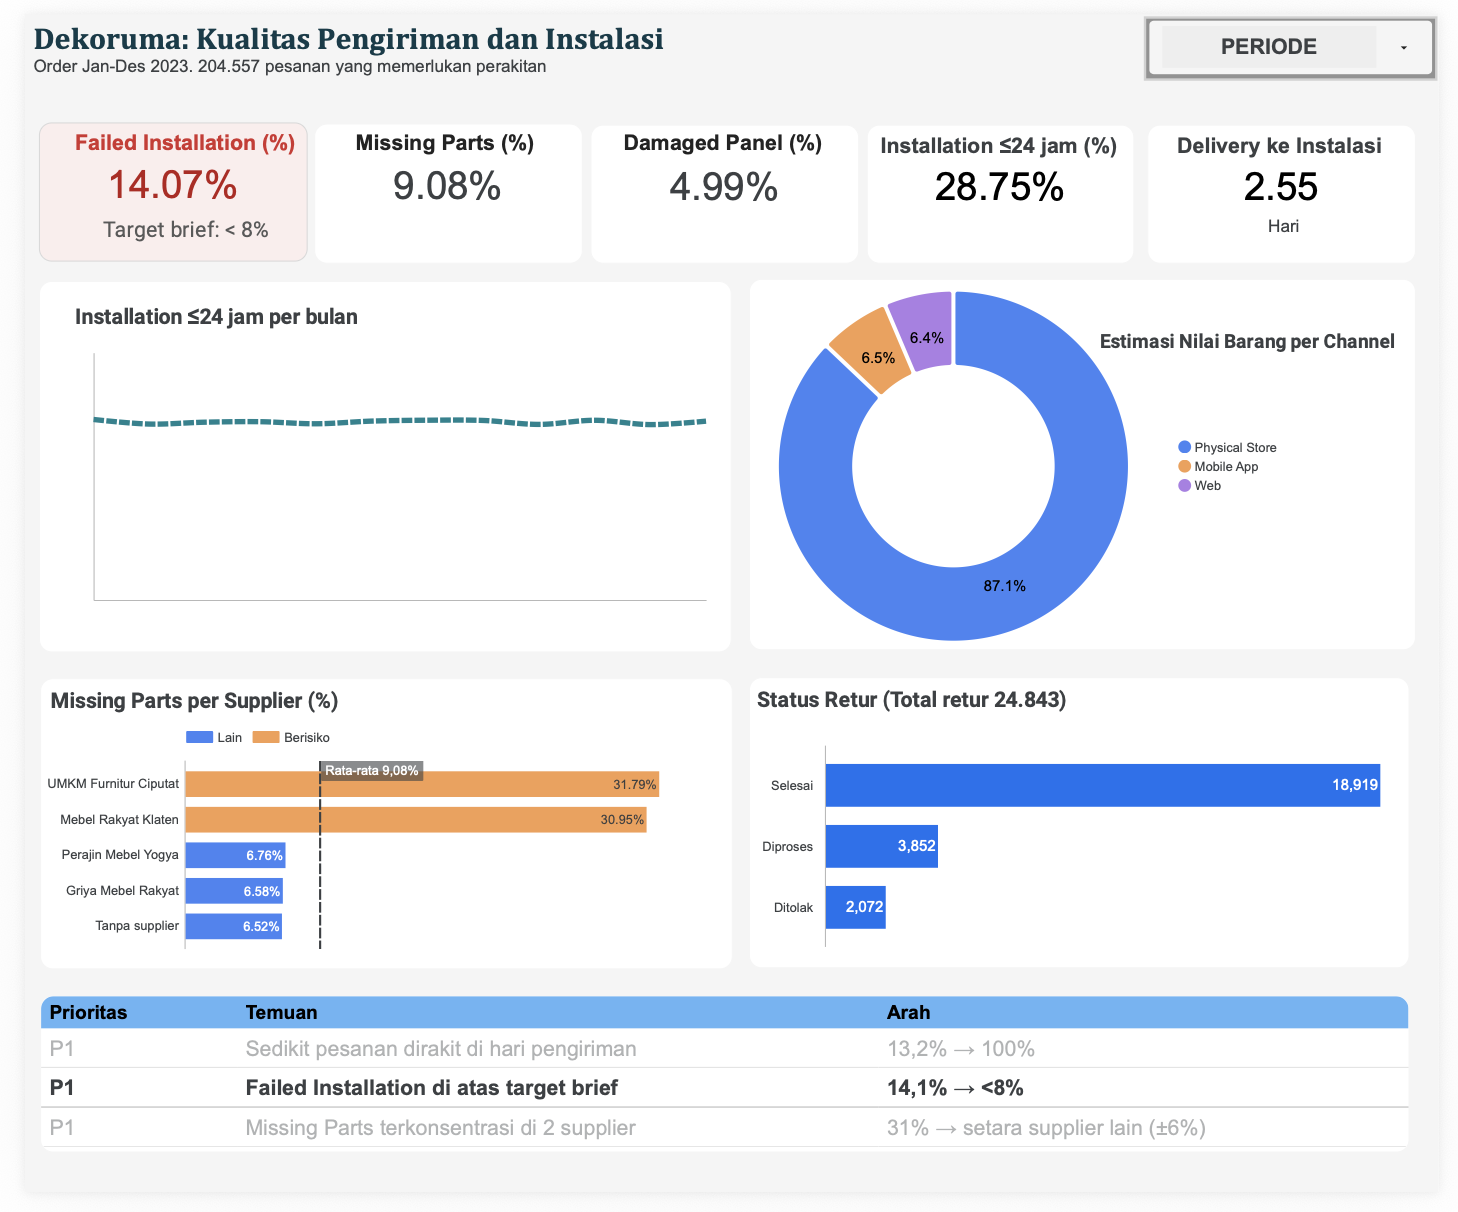 Dekoruma: Kualitas Pengiriman dan Instalasi
Order Jan-Des 2023. 204.557 pesanan yang memerlukan perakitan
PERIODE
Failed Installation (%)
14.07%
Target brief: < 8%
Missing Parts (%)
9.08%
Damaged Panel (%)
4.99%
Installation ≤24 jam (%)
28.75%
Delivery ke Instalasi
2.55
Hari
Installation ≤24 jam per bulan
Estimasi Nilai Barang per Channel
6.4%
6.5%
87.1%
Physical Store
Mobile App
Web
Missing Parts per Supplier (%)
Lain
Berisiko
Rata-rata 9,08%
UMKM Furnitur Ciputat 31.79%
Mebel Rakyat Klaten 30.95%
Perajin Mebel Yogya 6.76%
Griya Mebel Rakyat 6.58%
Tanpa supplier 6.52%
Status Retur (Total retur 24.843)
Selesai 18,919
Diproses 3,852
Ditolak 2,072
Prioritas Temuan Arah
P1 Sedikit pesanan dirakit di hari pengiriman 13,2% → 100%
P1 Failed Installation di atas target brief 14,1% → <8%
P1 Missing Parts terkonsentrasi di 2 supplier 31% → setara supplier lain (±6%)